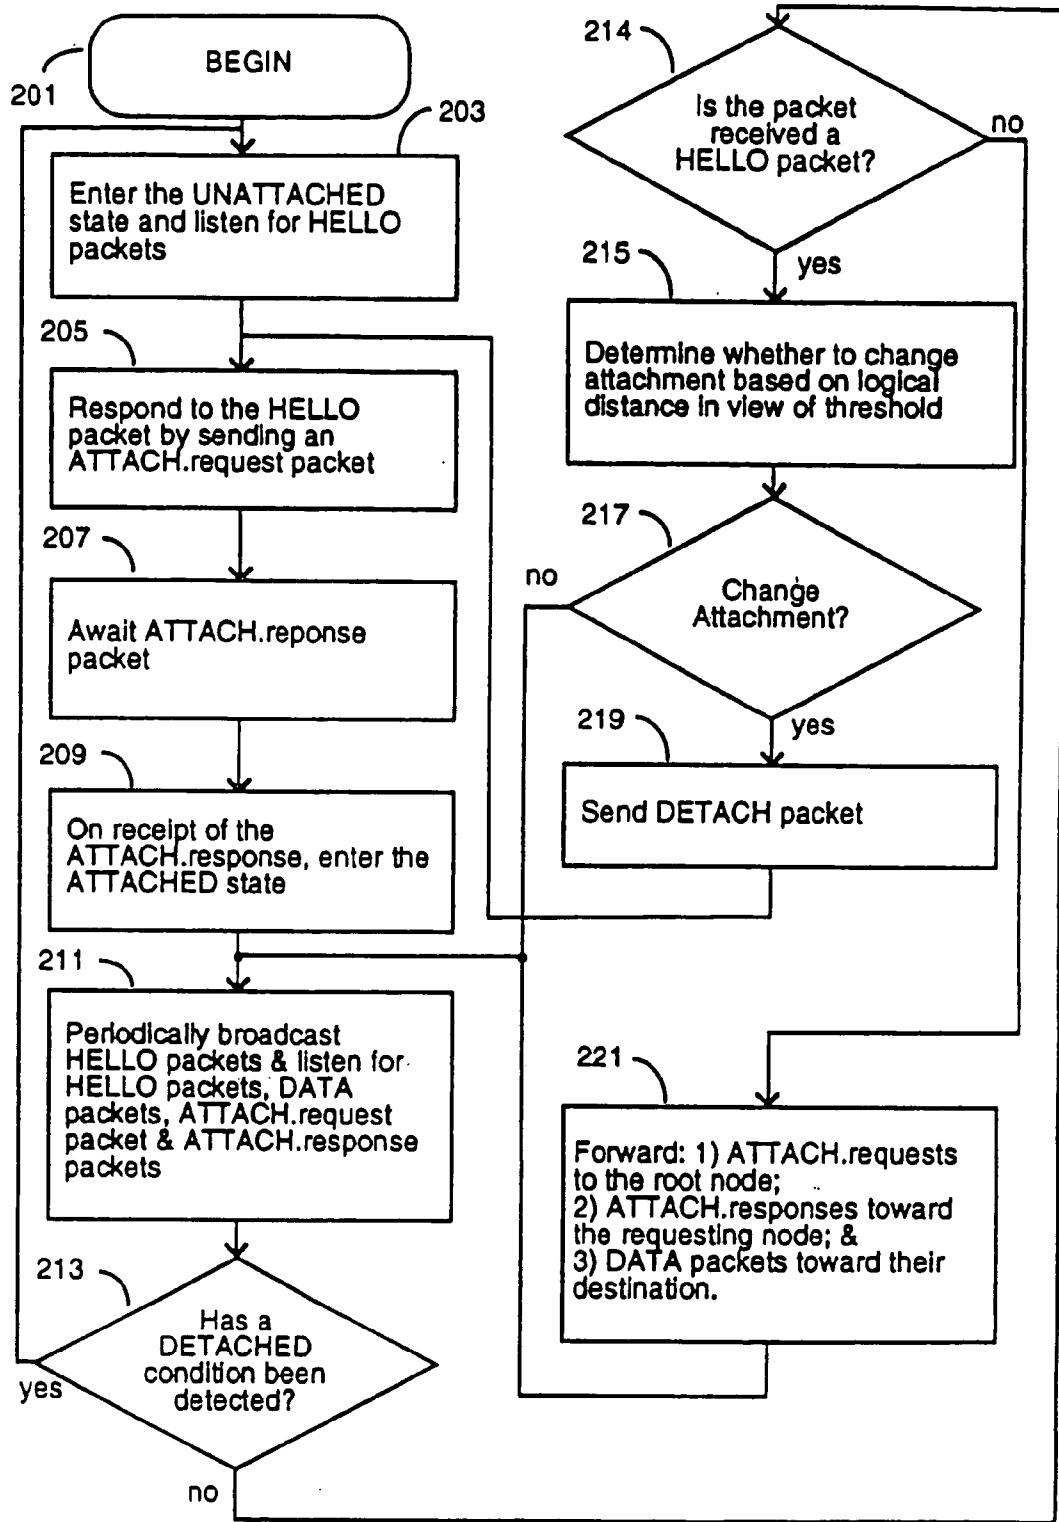 201
BEGIN
203
Enter the UNATTACHED
state and listen for HELLO
packets
205
Respond to the HELLO
packet by sending an
ATTACH.request packet
207
Await ATTACH.reponse
packet
209
On receipt of the
ATTACH.response, enter the
ATTACHED state
211
Periodically broadcast
HELLO packets & listen for
HELLO packets, DATA
packets, ATTACH.request
packet & ATTACH.response
packets
213
Has a
DETACHED
condition been
detected?
yes
no
214
Is the packet
received a
HELLO packet?
no
yes
215
Determine whether to change
attachment based on logical
distance in view of threshold
217
Change
Attachment?
no
yes
219
Send DETACH packet
221
Forward: 1) ATTACH.requests
to the root node;
2) ATTACH.responses toward
the requesting node; &
3) DATA packets toward their
destination.